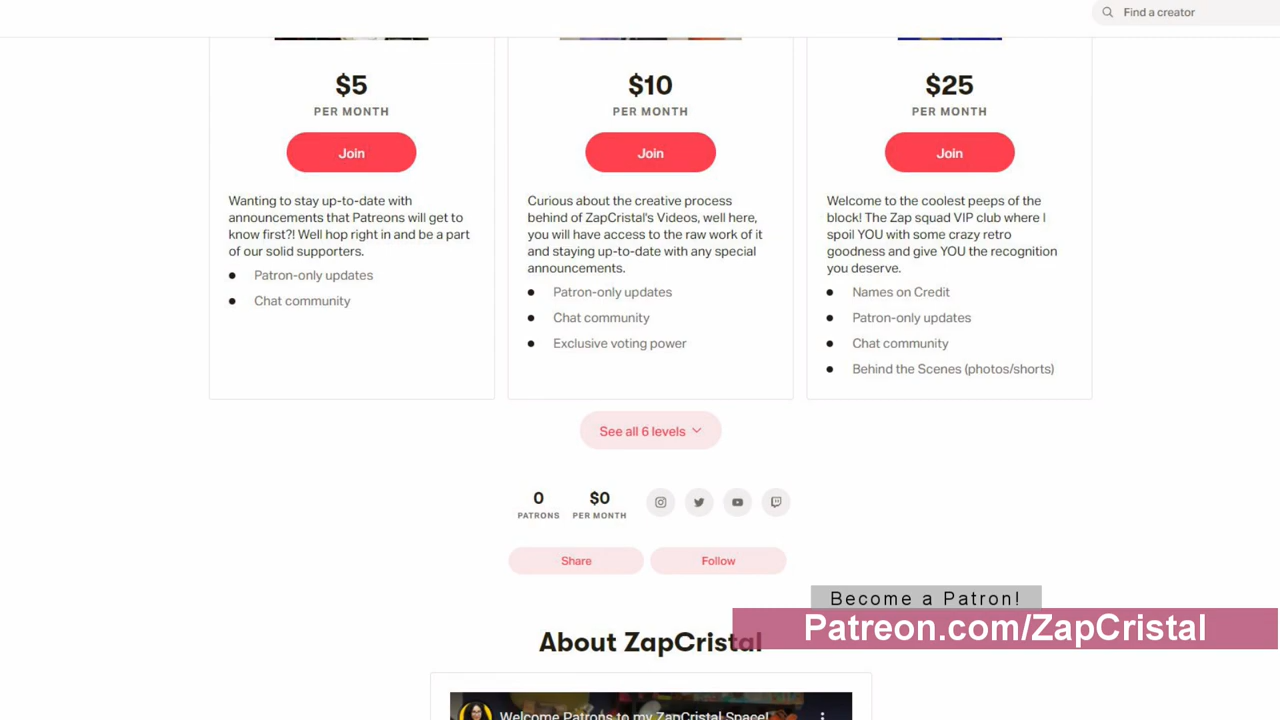 Find a creator
$5
PER MONTH
Join
Wanting to stay up-to-date with
announcements that Patreons will get to
know first?! Well hop right in and be a part
of our solid supporters.
Patron-only updates
Chat community
$10
PER MONTH
Join
Curious about the creative process
behind of ZapCristal's Videos, well here,
you will have access to the raw work of it
and staying up-to-date with any special
announcements.
Patron-only updates
Chat community
Exclusive voting power
$25
PER MONTH
Join
Welcome to the coolest peeps of the
block! The Zap squad VIP club where I
spoil YOU with some crazy retro
goodness and give YOU the recognition
you deserve.
Names on Credit
Patron-only updates
Chat community
Behind the Scenes (photos/shorts)
See all 6 levels
0
PATRONS
$0
PER MONTH
Share
Follow
Become a Patron!
Patreon.com/ZapCristal
About ZapCristal
Welcome Patrons to my ZapCristal Space!